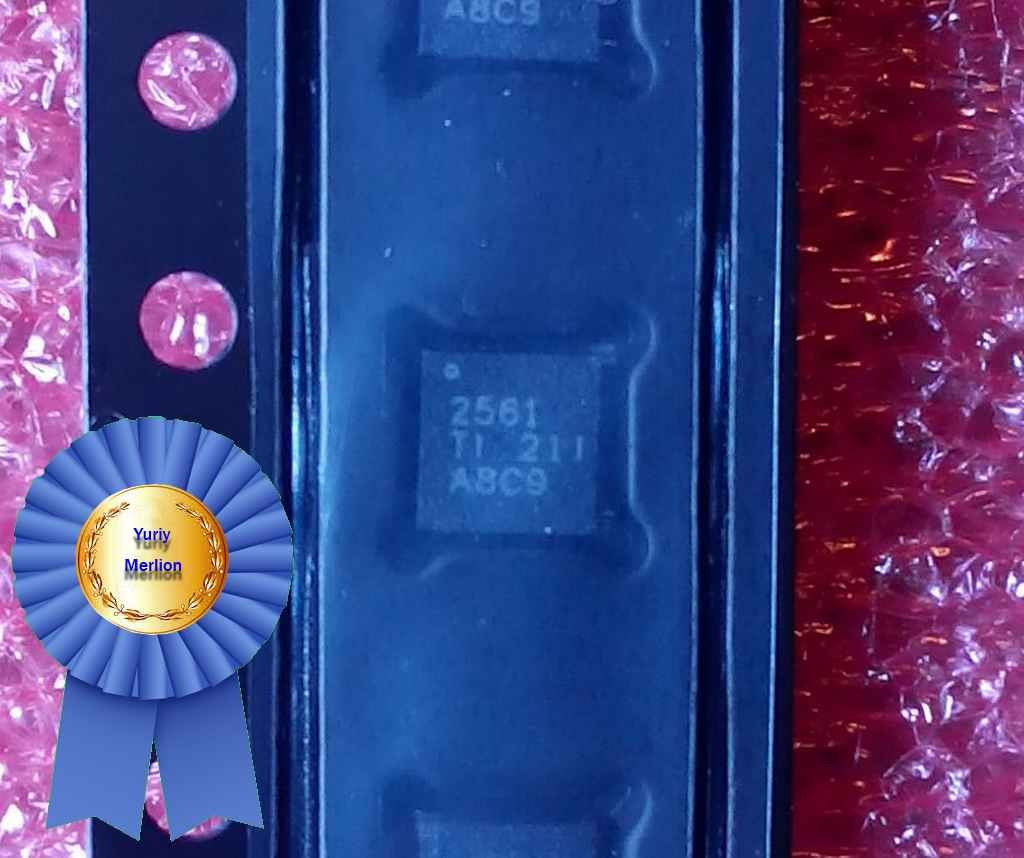 A8C9
2561
TI 211
A8C9
Yuriy
Merlion